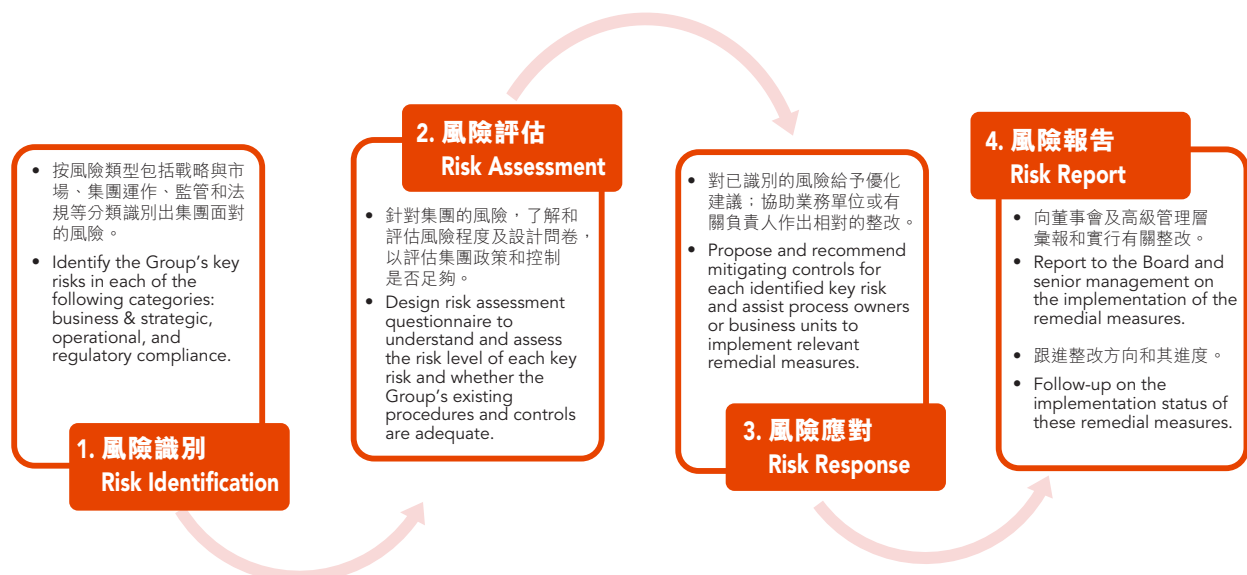 • 按風險類型包括戰略與市
場、集團運作、監管和法
規等分類識別出集團面對
的風險。
• Identify the Group's key
risks in each of the
following categories:
business & strategic,
operational, and
regulatory compliance.
1. 風險識別
Risk Identification
2. 風險評估
Risk Assessment
• 針對集團的風險，了解和
評估風險程度及設計問卷，
以評估集團政策和控制
是否足夠。
• Design risk assessment
questionnaire to
understand and assess
the risk level of each key
risk and whether the
Group's existing
procedures and controls
are adequate.
• 對已識別的風險給予優化
建議；協助業務單位或有
關負責人作出相對的整改。
• Propose and recommend
mitigating controls for
each identified key risk
and assist process owners
or business units to
implement relevant
remedial measures.
3. 風險應對
Risk Response
4. 風險報告
Risk Report
• 向董事會及高級管理層
彙報和實行有關整改。
• Report to the Board and
senior management on
the implementation of the
remedial measures.
• 跟進整改方向和其進度。
• Follow-up on the
implementation status of
these remedial measures.